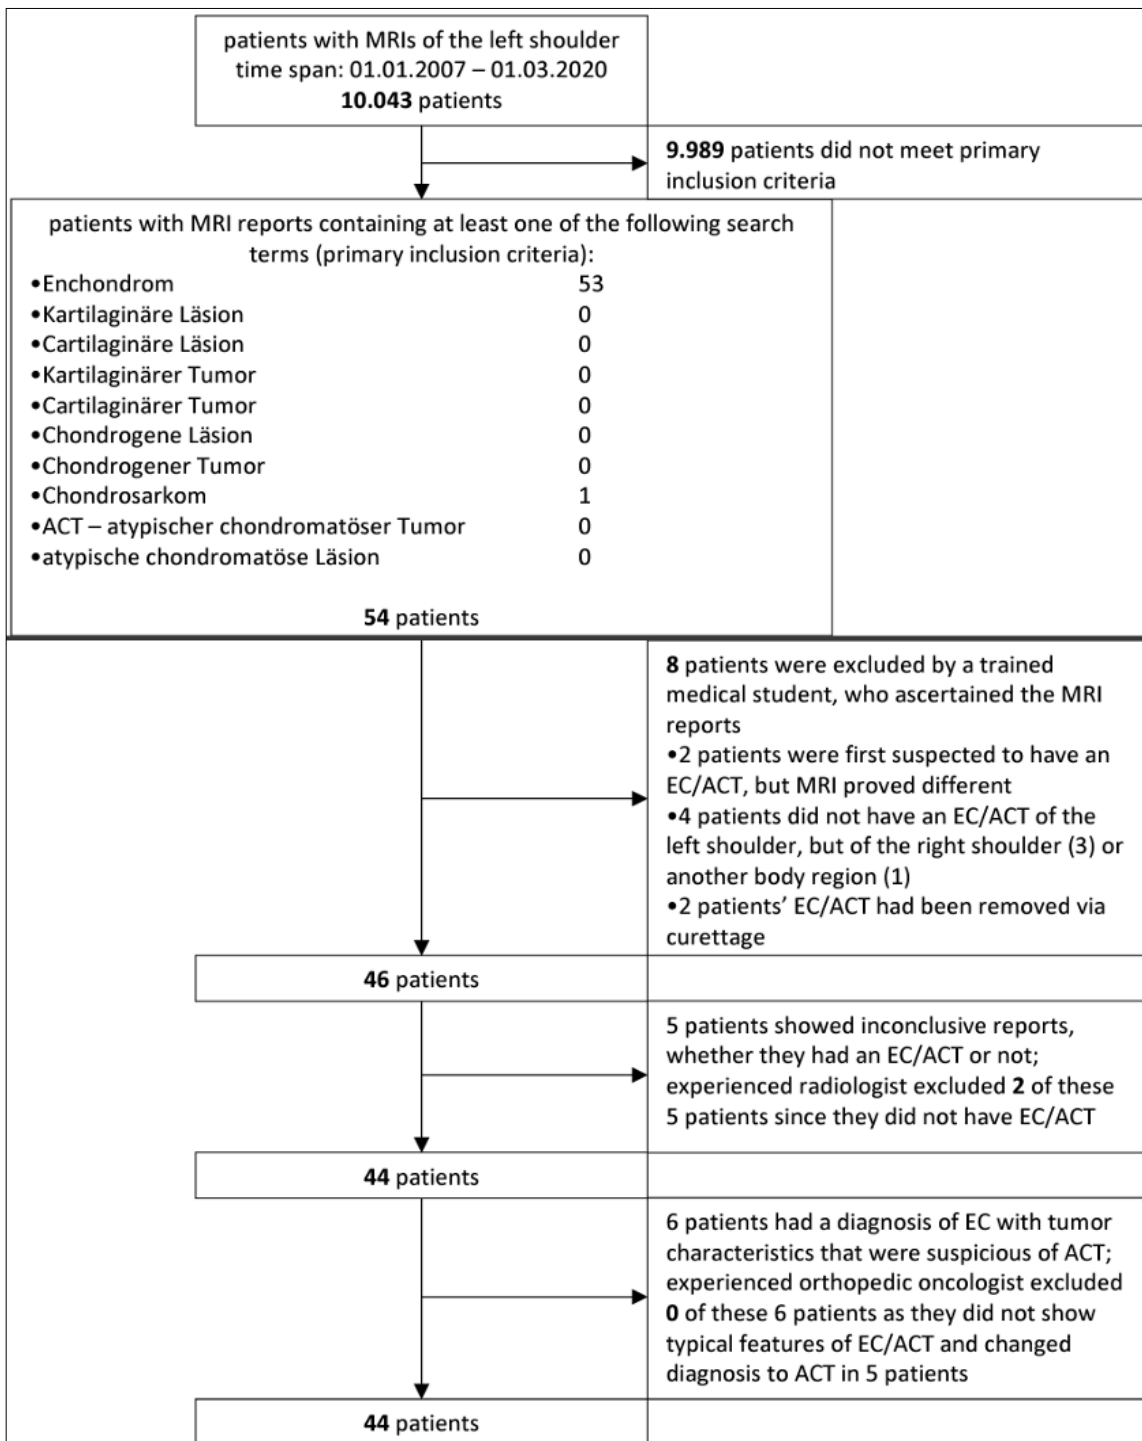 patients with MRIs of the left shoulder
time span: 01.01.2007 – 01.03.2020
10.043 patients
9.989 patients did not meet primary
inclusion criteria
patients with MRI reports containing at least one of the following search
terms (primary inclusion criteria):
•Enchondrom 53
•Kartilaginäre Läsion 0
•Cartilaginäre Läsion 0
•Kartilaginärer Tumor 0
•Cartilaginärer Tumor 0
•Chondrogene Läsion 0
•Chondrogener Tumor 0
•Chondrosarkom 1
•ACT – atypischer chondromatöser Tumor 0
•atypische chondromatöse Läsion 0
54 patients
8 patients were excluded by a trained
medical student, who ascertained the MRI
reports
•2 patients were first suspected to have an
EC/ACT, but MRI proved different
•4 patients did not have an EC/ACT of the
left shoulder, but of the right shoulder (3) or
another body region (1)
•2 patients’ EC/ACT had been removed via
curettage
46 patients
5 patients showed inconclusive reports,
whether they had an EC/ACT or not;
experienced radiologist excluded 2 of these
5 patients since they did not have EC/ACT
44 patients
6 patients had a diagnosis of EC with tumor
characteristics that were suspicious of ACT;
experienced orthopedic oncologist excluded
0 of these 6 patients as they did not show
typical features of EC/ACT and changed
diagnosis to ACT in 5 patients
44 patients